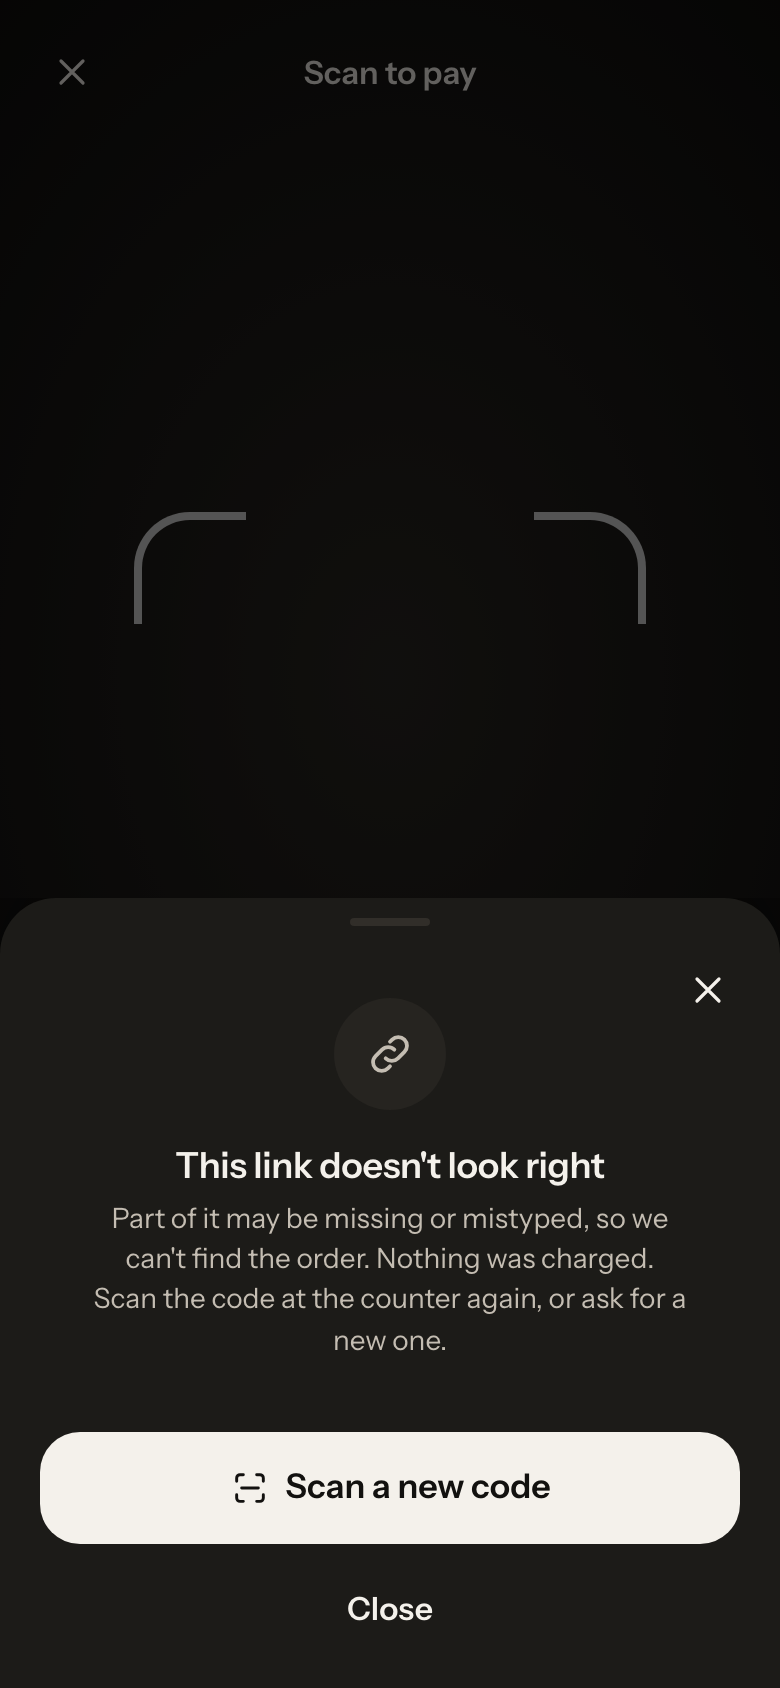 Scan to pay
This link doesn't look right
Part of it may be missing or mistyped, so we
can't find the order. Nothing was charged.
Scan the code at the counter again, or ask for a
new one.
Scan a new code
Close